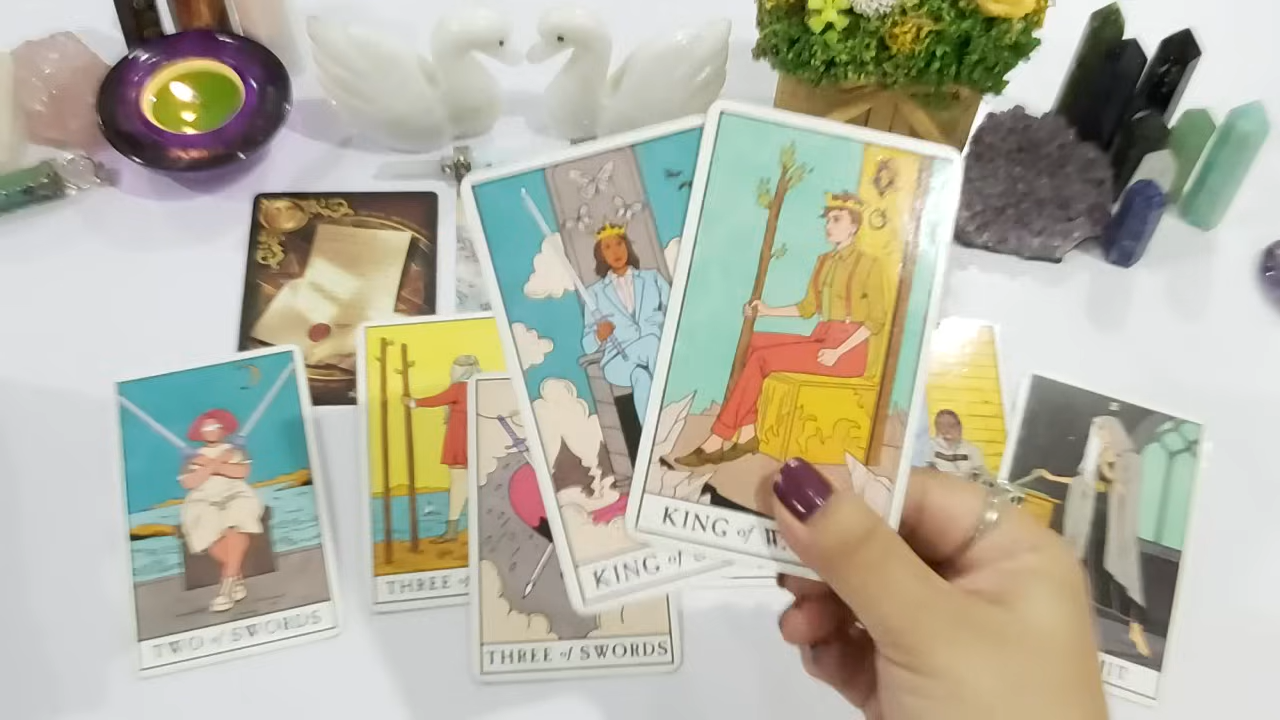 KING of
KING of
TWO of SWORDS
THREE of
THREE of SWORDS